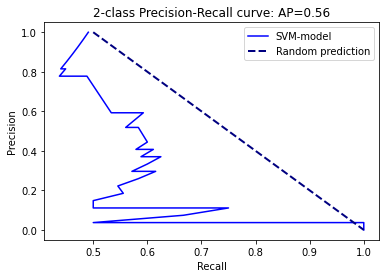 2-class Precision-Recall curve: AP=0.56
SVM-model
Random prediction
Precision
1.0
0.8
0.6
0.4
0.2
0.0
0.5
0.6
0.7
0.8
0.9
1.0
Recall